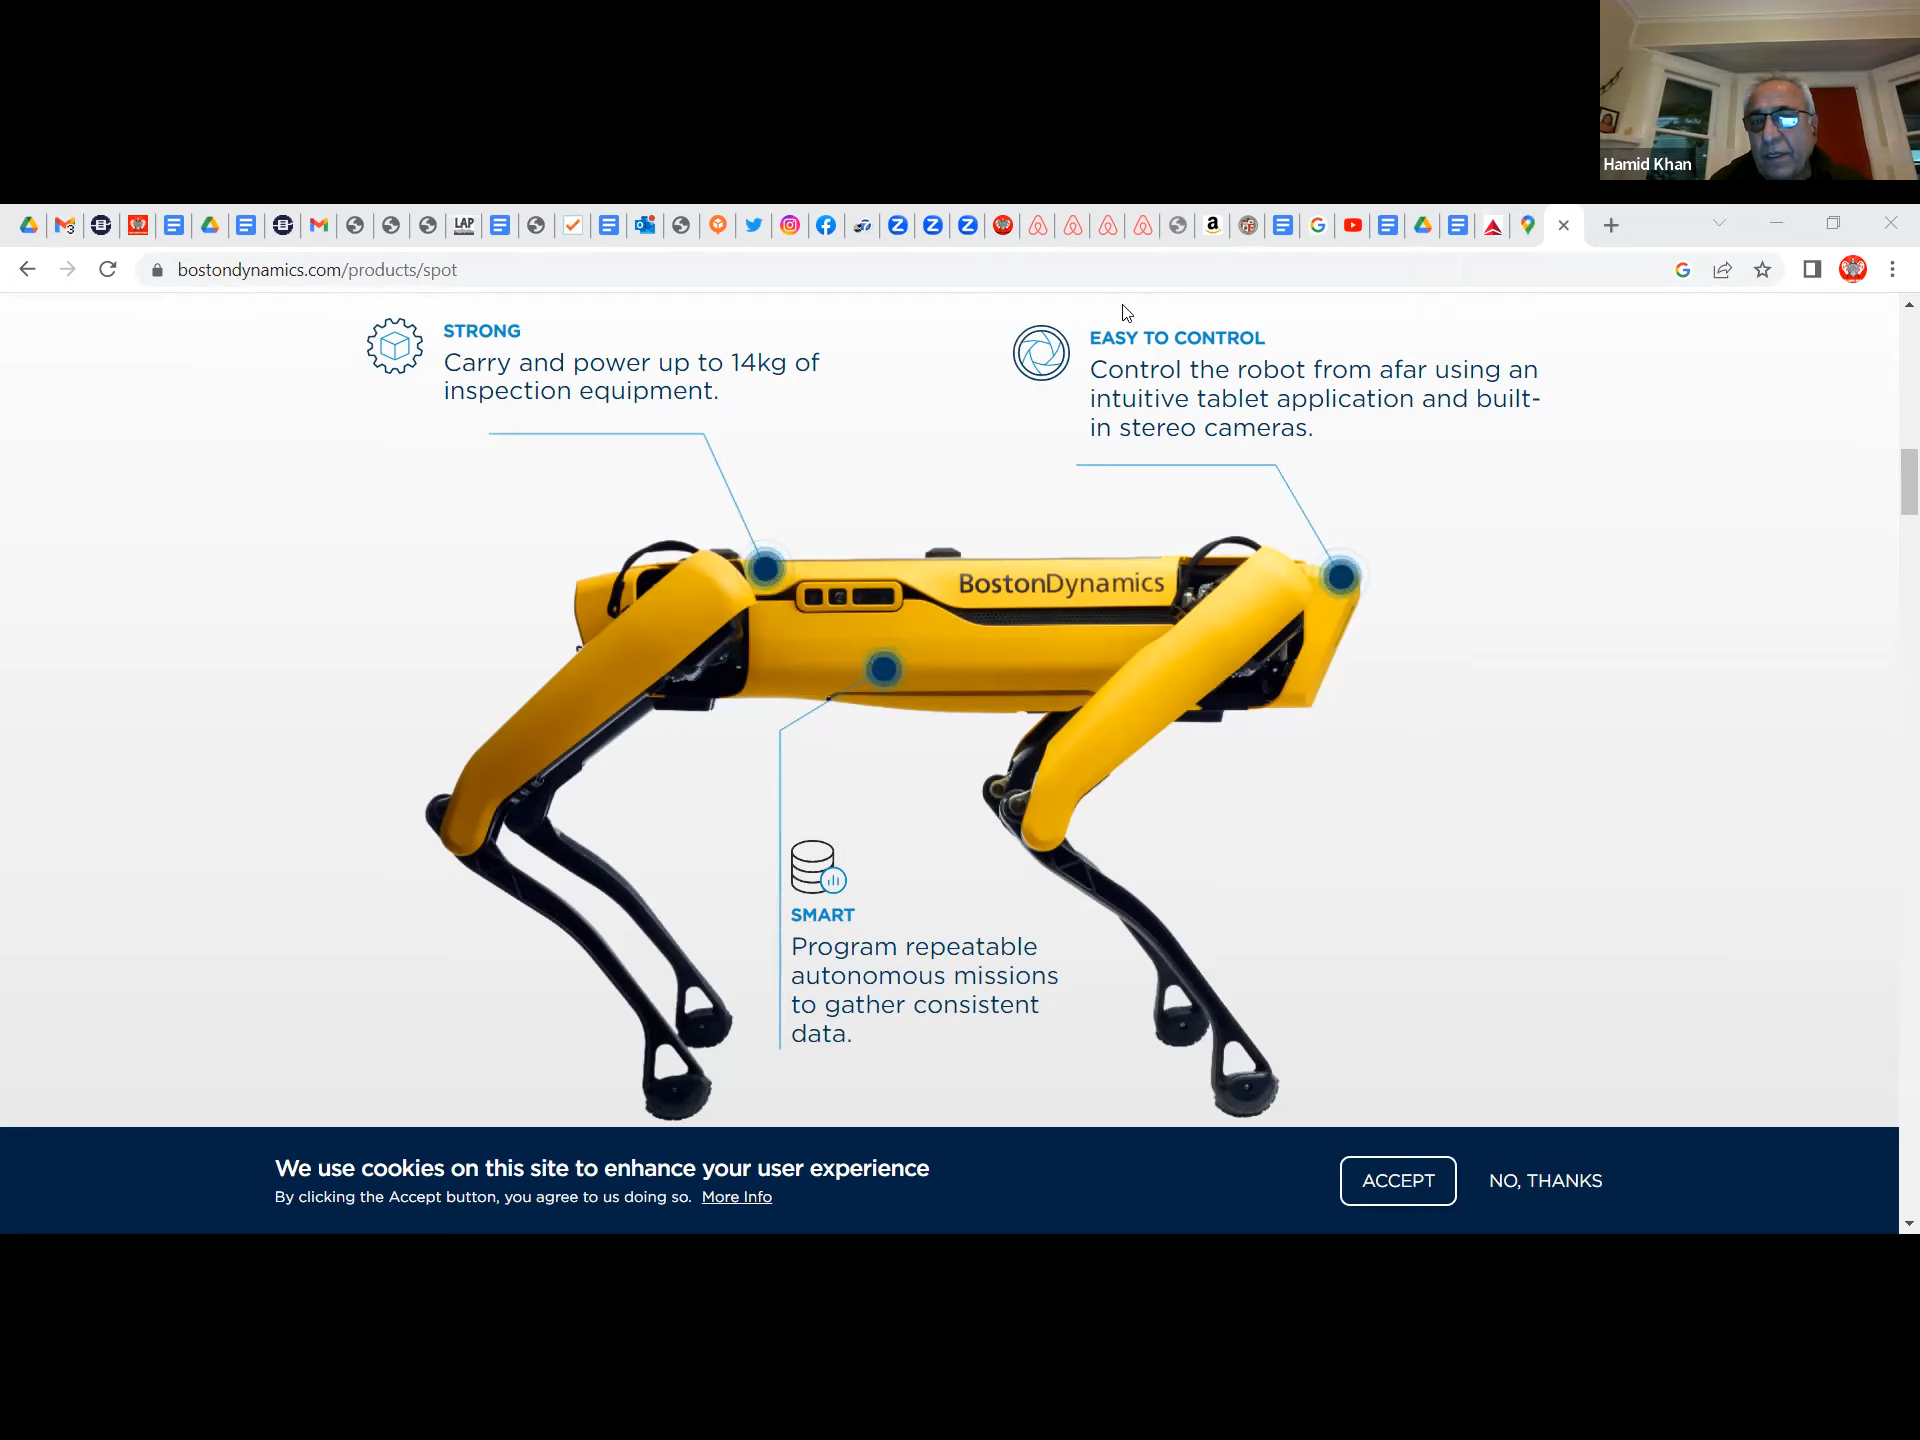 Hamid Khan
LAP
bostondynamics.com/products/spot
STRONG
Carry and power up to 14kg of
inspection equipment.
EASY TO CONTROL
Control the robot from afar using an
intuitive tablet application and built-
in stereo cameras.
BostonDynamics
SMART
Program repeatable
autonomous missions
to gather consistent
data.
We use cookies on this site to enhance your user experience
By clicking the Accept button, you agree to us doing so. More Info
ACCEPT
NO, THANKS